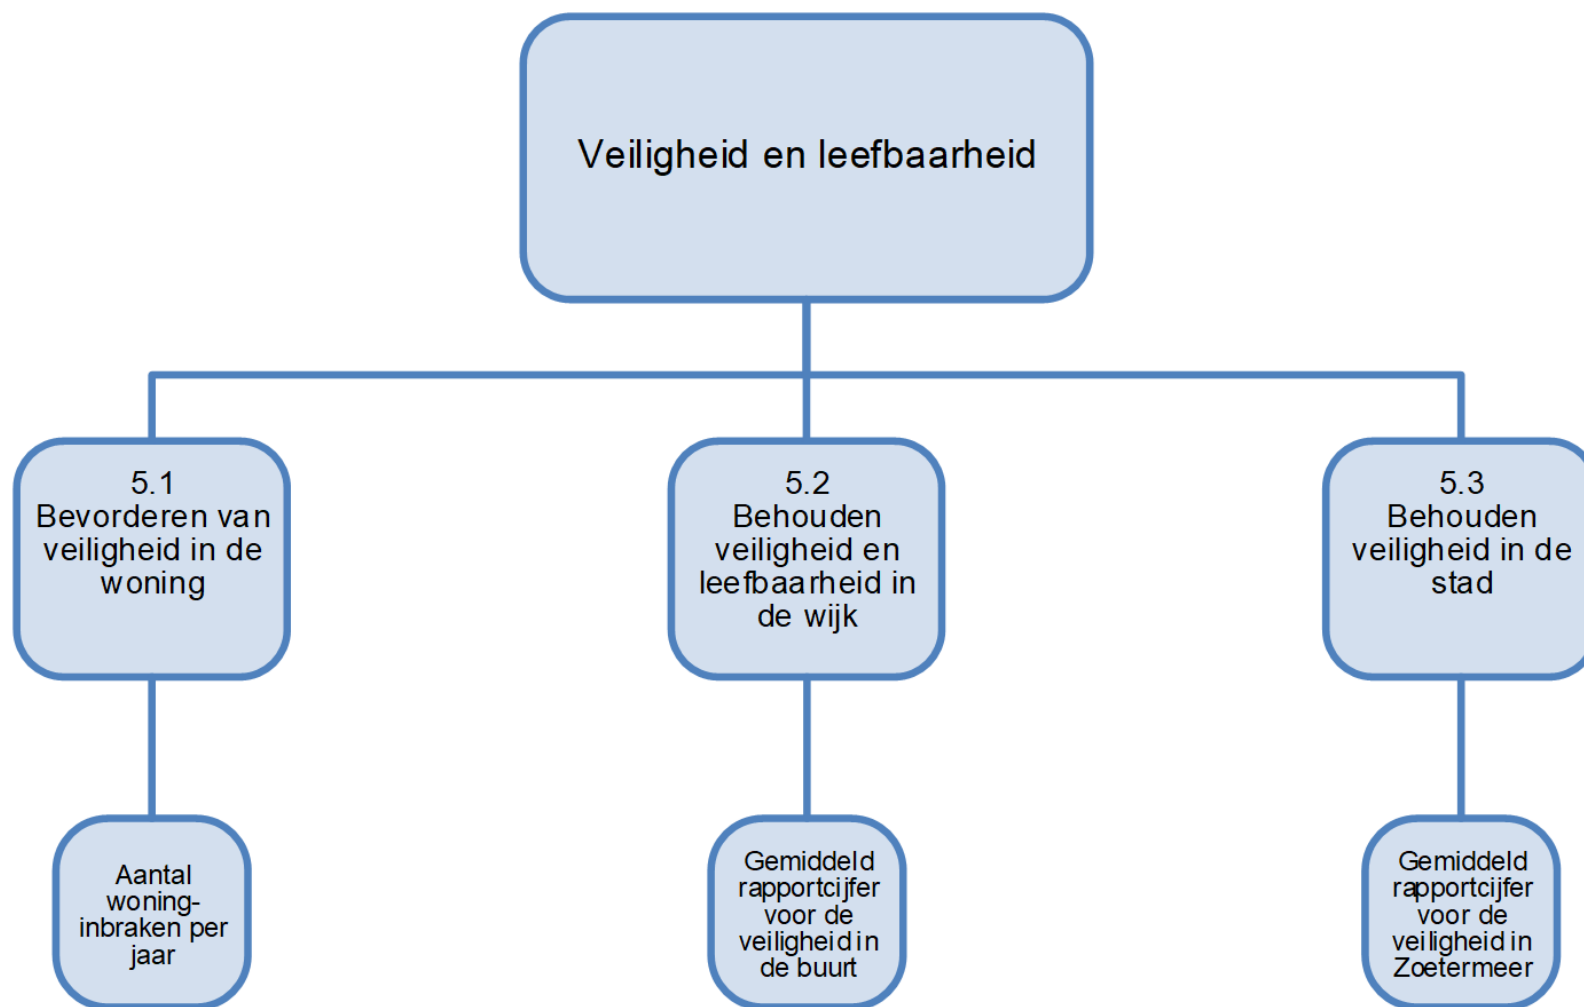 Veiligheid en leefbaarheid
5.1
Bevorderen van
veiligheid in de
woning
5.2
Behouden
veiligheid en
leefbaarheid in
de wijk
5.3
Behouden
veiligheid in de
stad
Aantal
woning-
inbraken per
jaar
Gemiddeld
rapportcijfer
voor de
veiligheid in
de buurt
Gemiddeld
rapportcijfer
voor de
veiligheid in
Zoetermeer